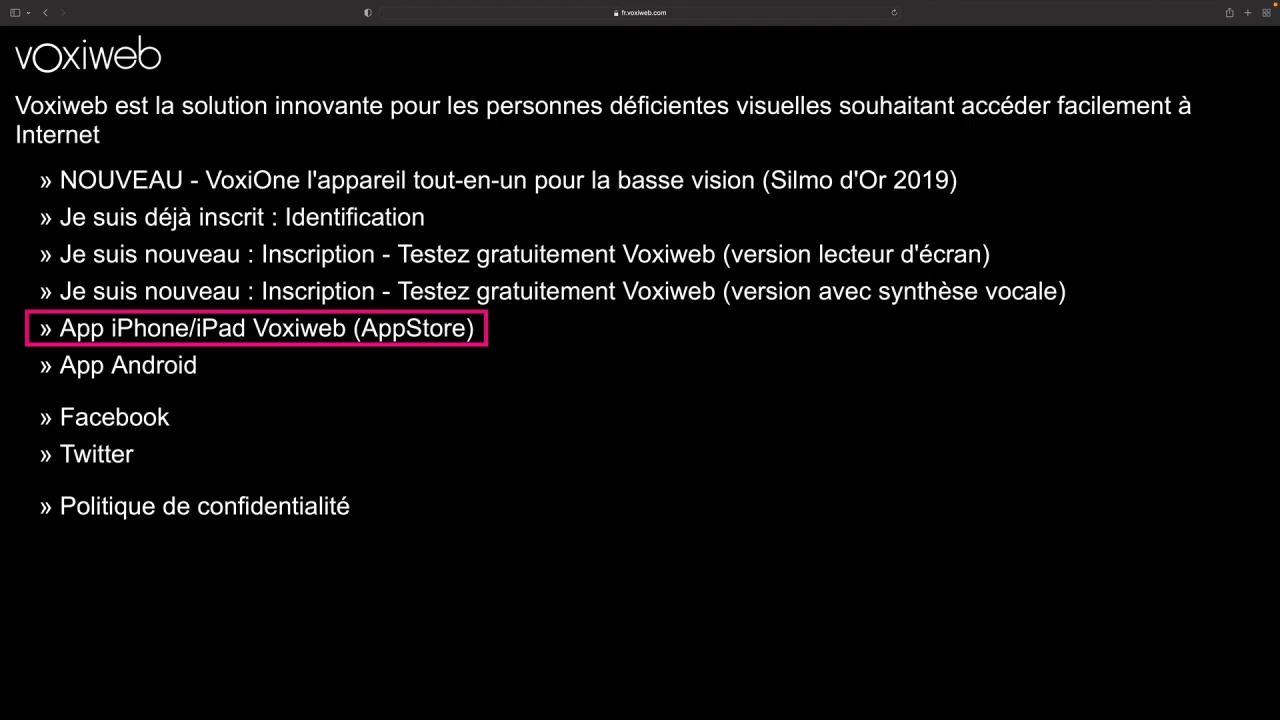 fr.voxiweb.com
voxiweb
Voxiweb est la solution innovante pour les personnes déficientes visuelles souhaitant accéder facilement à
Internet
» NOUVEAU - VoxiOne l'appareil tout-en-un pour la basse vision (Silmo d'Or 2019)
» Je suis déjà inscrit : Identification
» Je suis nouveau : Inscription - Testez gratuitement Voxiweb (version lecteur d'écran)
» Je suis nouveau : Inscription - Testez gratuitement Voxiweb (version avec synthèse vocale)
» App iPhone/iPad Voxiweb (AppStore)
» App Android
» Facebook
» Twitter
» Politique de confidentialité